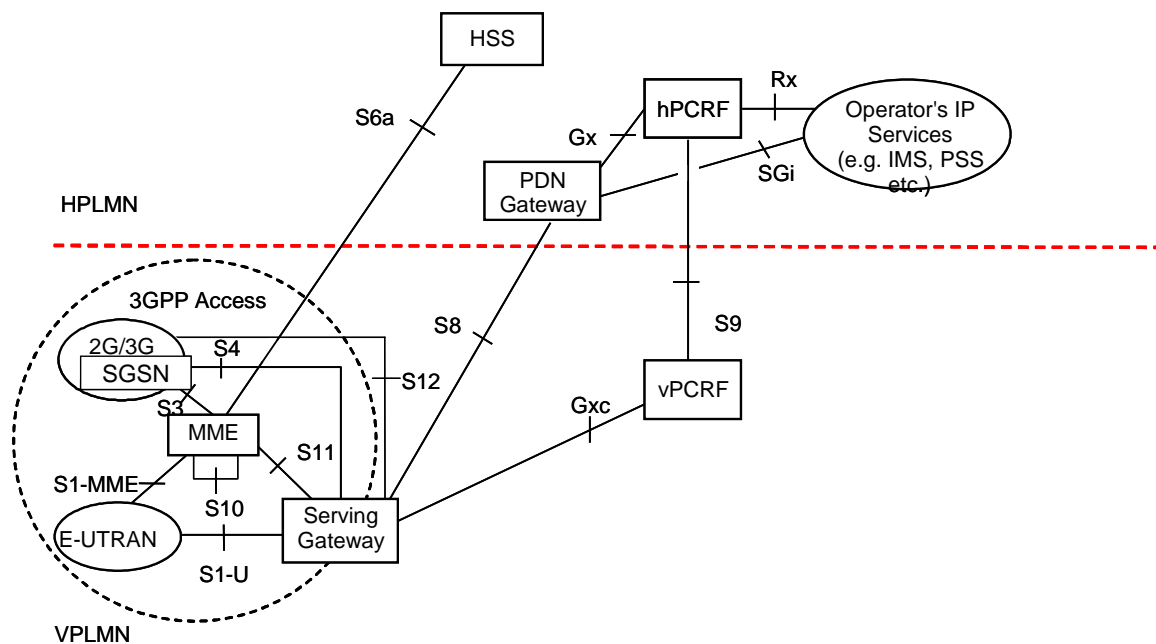 HSS
hPCRF
Rx
Operator's IP
Services
(e.g. IMS, PSS
etc.)
S6a
Gx
SGi
PDN
Gateway
HPLMN
3GPP Access
2G/3G
SGSN
S4
S8
S9
S12
vPCRF
S3
Gxc
MME
S11
S1-MME
S10
Serving
Gateway
E-UTRAN
S1-U
VPLMN